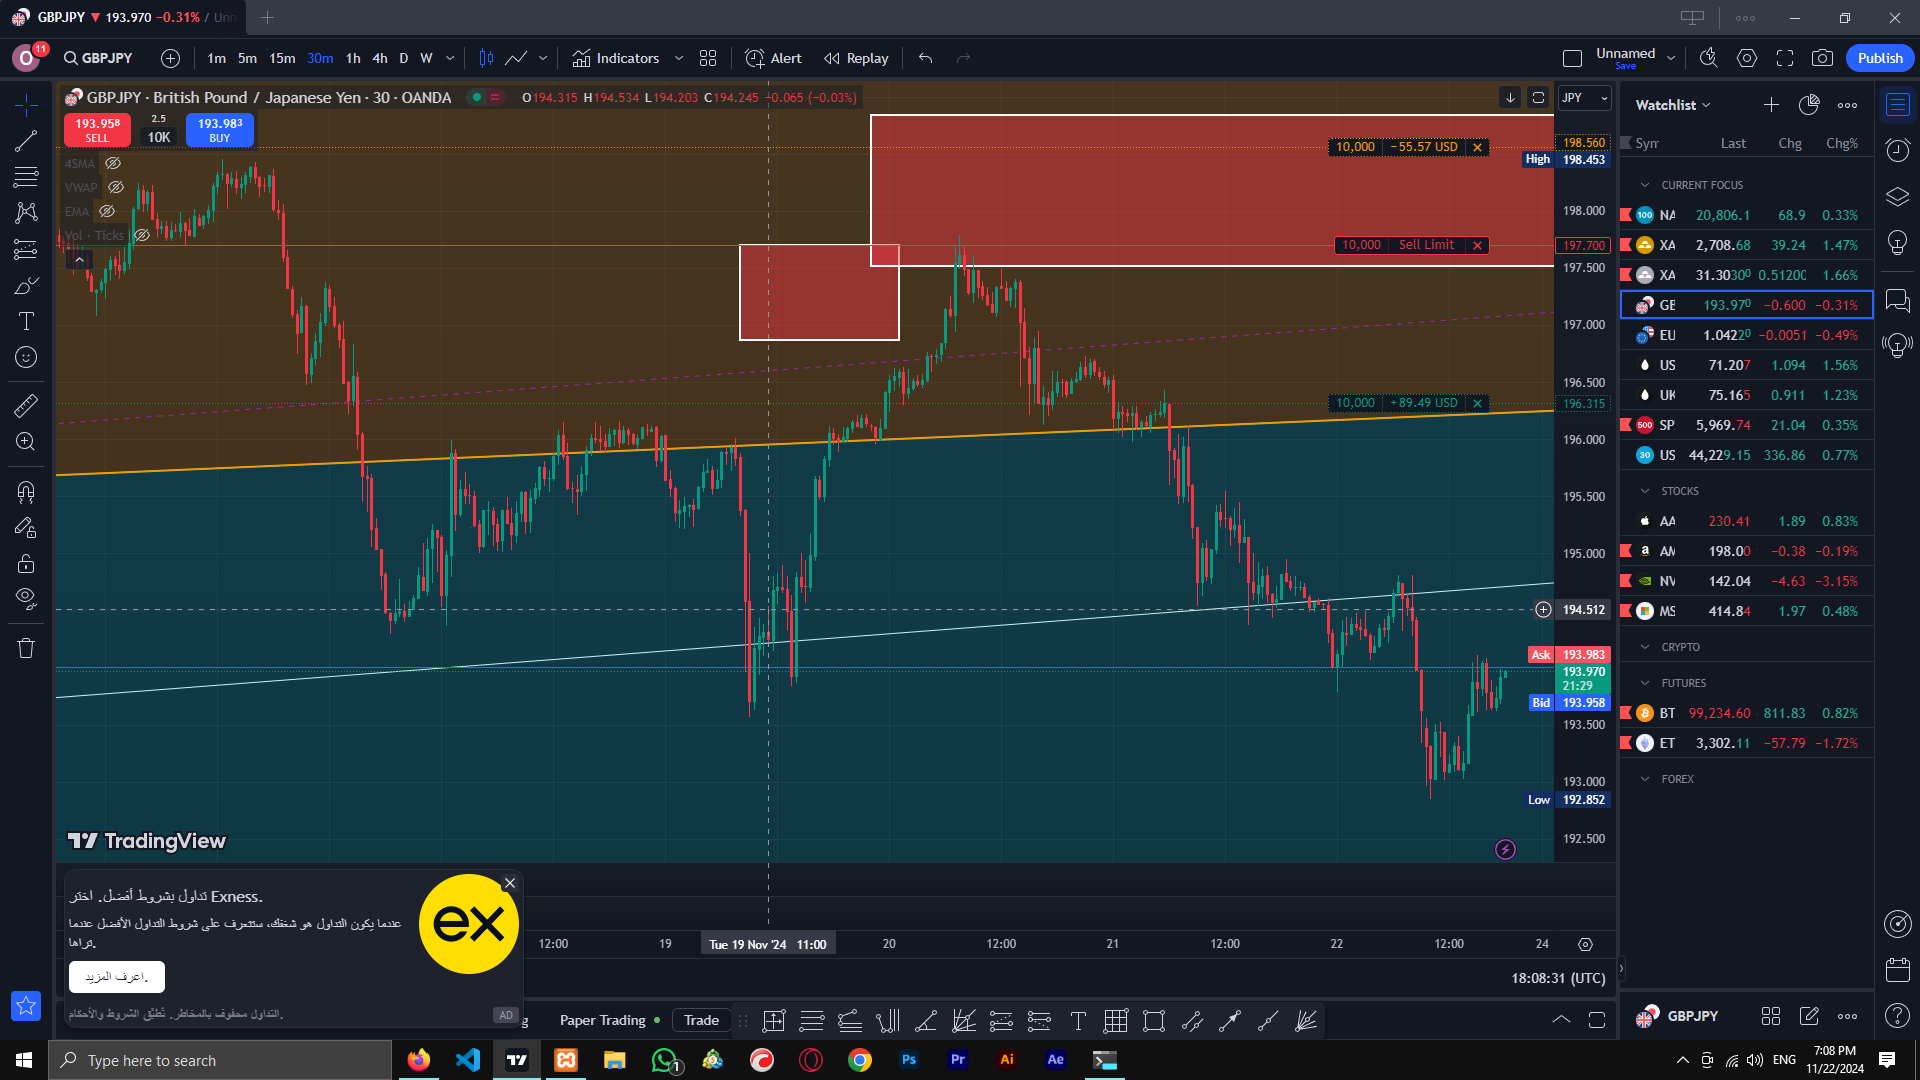 GBPJPY ▼ 193.970 −0.31% / Unn
11
O
GBPJPY
1m 5m 15m 30m 1h 4h D W
Indicators
Alert
Replay
Unnamed
Save
Publish
GBPJPY · British Pound / Japanese Yen · 30 · OANDA
O194.315 H194.534 L194.203 C194.245 −0.065 (−0.03%)
193.958
SELL
2.5
10K
193.983
BUY
4SMA
VWAP
EMA
Vol · Ticks
JPY
10,000 −55.57 USD
10,000 Sell Limit
10,000 +89.49 USD
198.560
High 198.453
198.000
197.700
197.500
197.000
196.500
196.315
196.000
195.500
195.000
194.512
Ask 193.983
193.970
21:29
Bid 193.958
193.500
193.000
Low 192.852
192.500
TradingView
12:00 19 Tue 19 Nov '24 11:00 20 12:00 21 12:00 22 12:00 24
18:08:31 (UTC)
تداول بشروط أفضل. اختر Exness.
عندما يكون التداول هو شغفك، ستتعرف على شروط التداول الأفضل عندما
تراها.
اعرف المزيد.
التداول محفوف بالمخاطر. تُطبَّق الشروط والأحكام.
ex
AD
g
Paper Trading
Trade
Watchlist
Sym Last Chg Chg%
CURRENT FOCUS
100 NA 20,806.1 68.9 0.33%
XA 2,708.68 39.24 1.47%
XA 31.3030⁰ 0.51200 1.66%
GB 193.97⁰ −0.600 −0.31%
EU 1.0422⁰ −0.0051 −0.49%
US 71.207 1.094 1.56%
UK 75.165 0.911 1.23%
500 SP 5,969.74 21.04 0.35%
30 US 44,229.15 336.86 0.77%
STOCKS
AA 230.41 1.89 0.83%
AM 198.00 −0.38 −0.19%
NV 142.04 −4.63 −3.15%
MS 414.84 1.97 0.48%
CRYPTO
FUTURES
BT 99,234.60 811.83 0.82%
ET 3,302.11 −57.79 −1.72%
FOREX
GBPJPY
Type here to search
1
Ps
Pr
Ai
Ae
ENG
7:08 PM
11/22/2024